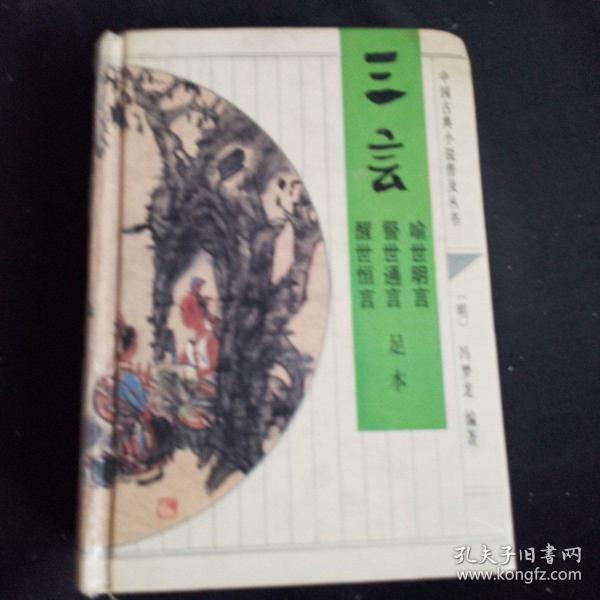 三言
喻世明言
警世通言
醒世恒言
足本
中国古典小说普及丛书
（明）冯梦龙 编著
孔夫子旧书网
www.kongfz.com